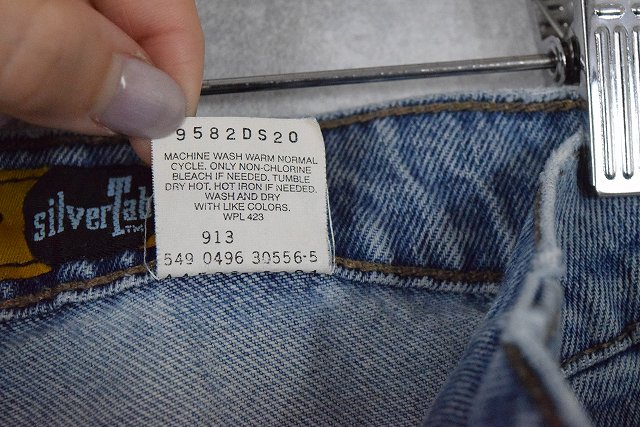 9582DS20
MACHINE WASH WARM NORMAL
CYCLE. ONLY NON-CHLORINE
BLEACH IF NEEDED. TUMBLE
DRY HOT. HOT IRON IF NEEDED.
WASH AND DRY
WITH LIKE COLORS.
WPL 423
913
549 0496 30556-5
silverTab
TM